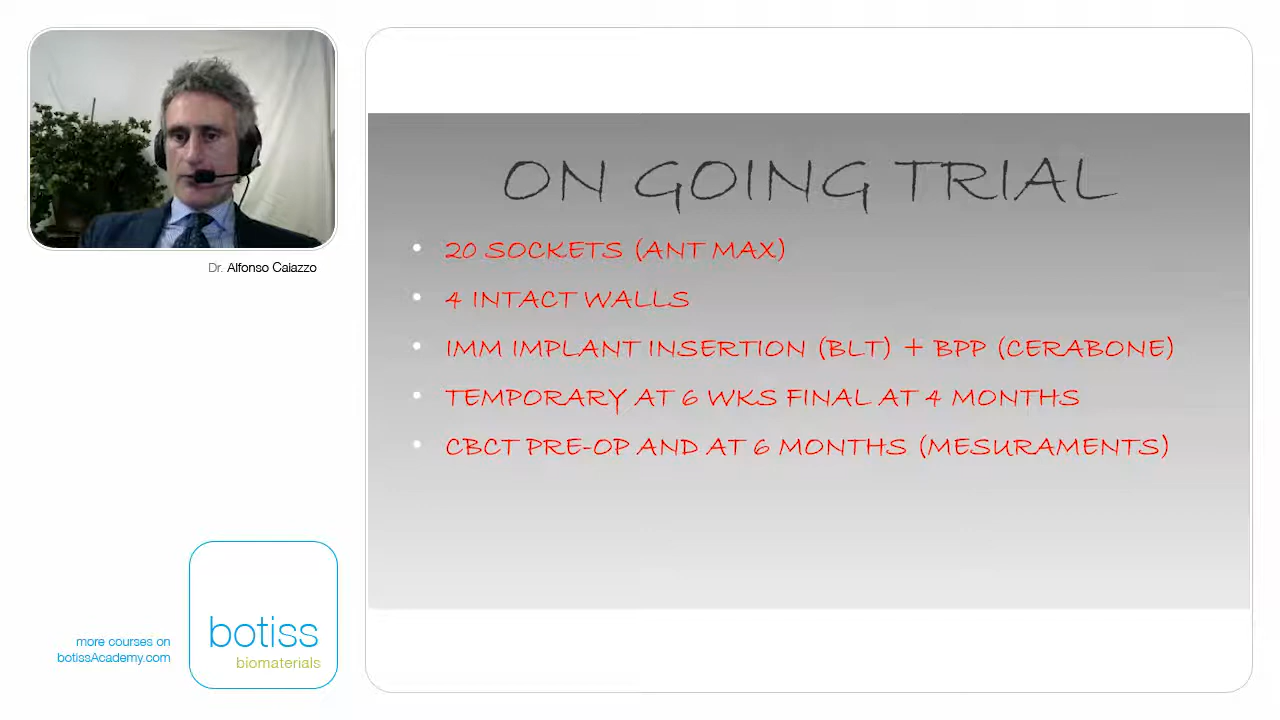 Dr. Alfonso Caiazzo
ON GOING TRIAL
• 20 SOCKETS (ANT MAX)
• 4 INTACT WALLS
• IMM IMPLANT INSERTION (BLT) + BPP (CERABONE)
• TEMPORARY AT 6 WKS FINAL AT 4 MONTHS
• CBCT PRE-OP AND AT 6 MONTHS (MESURAMENTS)
more courses on
botissAcademy.com
botiss
biomaterials